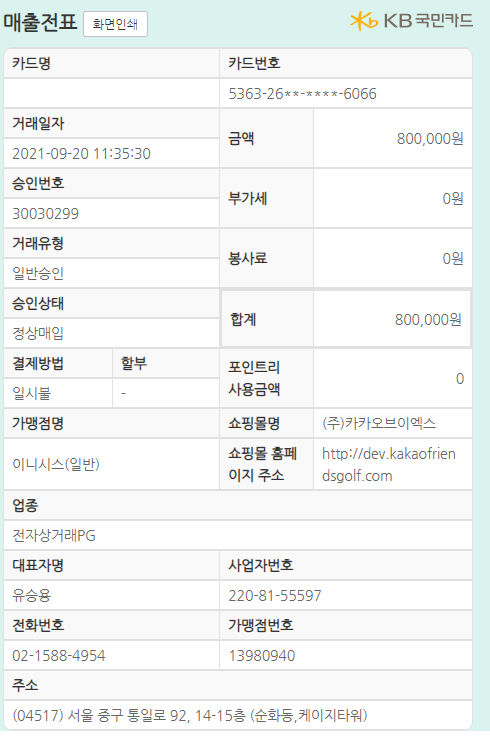 매출전표 화면인쇄 KB국민카드
카드명 카드번호
5363-26**-****-6066
거래일자
금액 800,000원
2021-09-20 11:35:30
승인번호
부가세 0원
30030299
거래유형
봉사료 0원
일반승인
승인상태
합계 800,000원
정상매입
결제방법 할부 포인트리
사용금액 0
일시불 -
가맹점명 쇼핑몰명 (주)카카오브이엑스
이니시스(일반) 쇼핑몰 홈페 http://dev.kakaofrien
이지 주소 dsgolf.com
업종
전자상거래PG
대표자명 사업자번호
유승용 220-81-55597
전화번호 가맹점번호
02-1588-4954 13980940
주소
(04517) 서울 중구 통일로 92, 14-15층 (순화동,케이지타워)